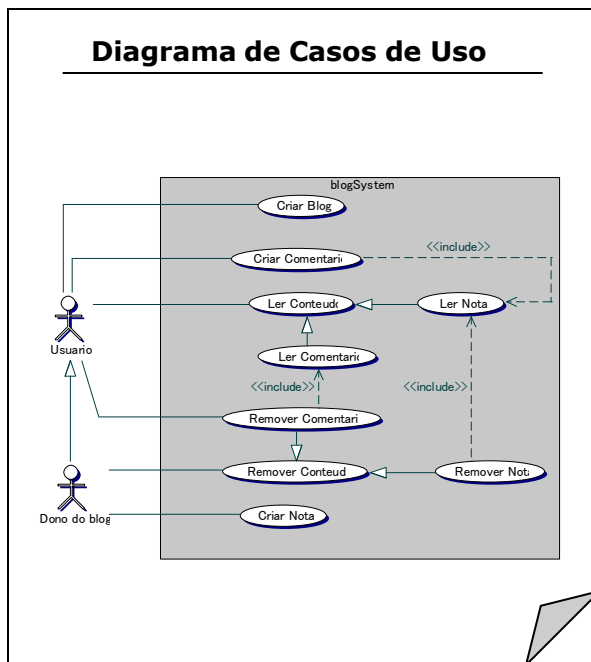 Diagrama de Casos de Uso
blogSystem
Criar Blog
<<include>>
Criar Comentari
Ler Conteudo
Ler Nota
Usuario
Ler Comentario
<<include>>
<<include>>
Remover Comentari
Remover Conteud
Remover Nota
Dono do blog
Criar Nota